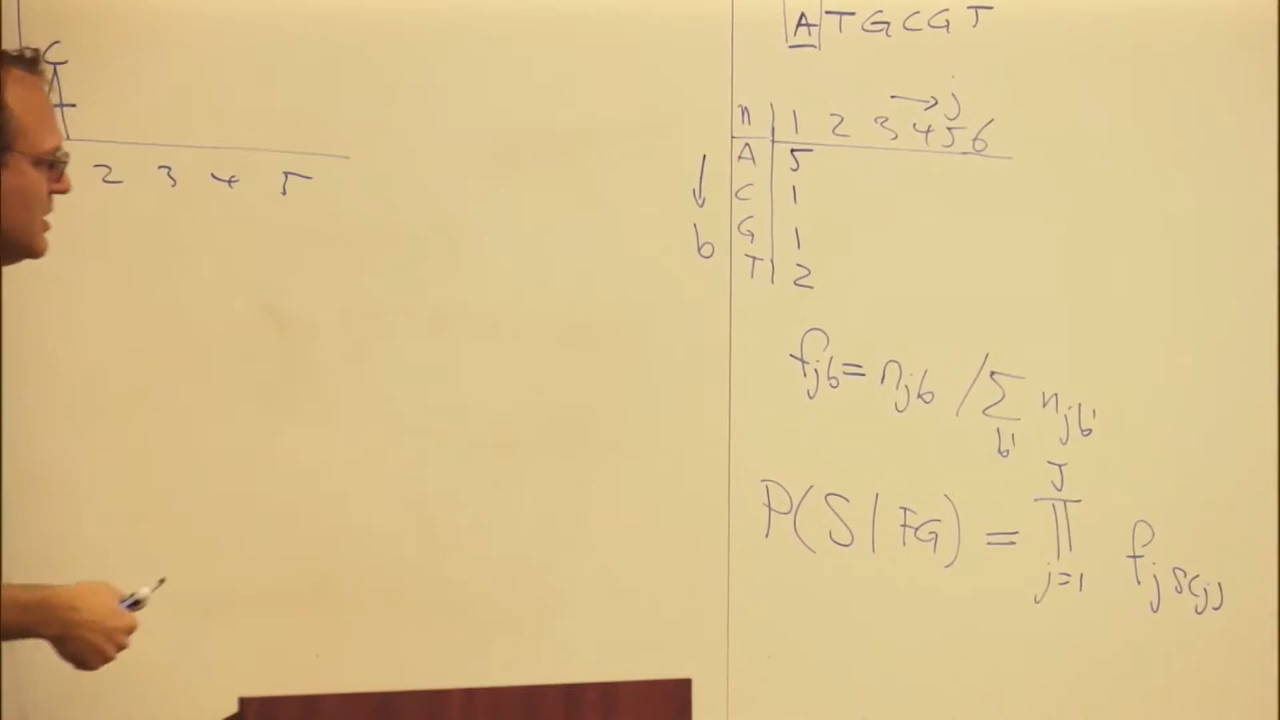 C
A
2 3 4 5
A T G C G T
→ j
n 1 2 3 4 5 6
A 5
C 1
G 1
b
T 2
f_jb = n_jb / Σ_b' n_jb'
P(S|FG) = ∏_{j=1}^{J} f_{j S(j)}